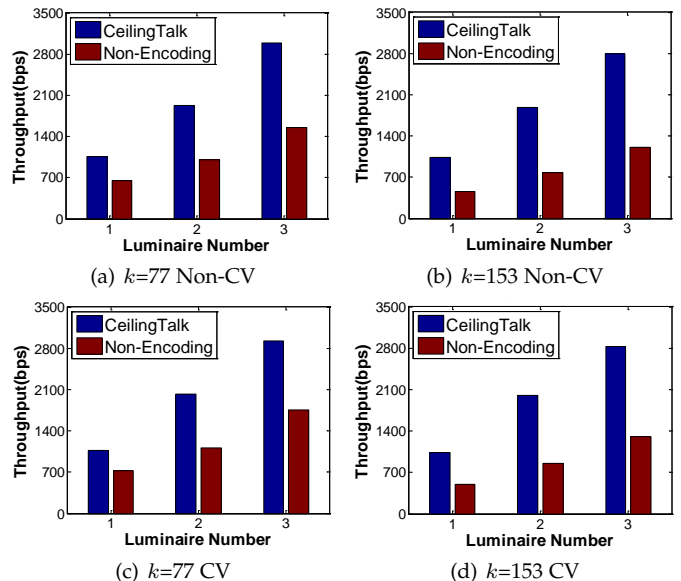 3500
2800
2100
1400
700
0
Throughput(bps)
CeilingTalk
Non-Encoding
1 2 3
Luminaire Number
(a) k=77 Non-CV
3500
2800
2100
1400
700
0
Throughput(bps)
CeilingTalk
Non-Encoding
1 2 3
Luminaire Number
(b) k=153 Non-CV
3500
2800
2100
1400
700
0
Throughput(bps)
CeilingTalk
Non-Encoding
1 2 3
Luminaire Number
(c) k=77 CV
3500
2800
2100
1400
700
0
Throughput(bps)
CeilingTalk
Non-Encoding
1 2 3
Luminaire Number
(d) k=153 CV